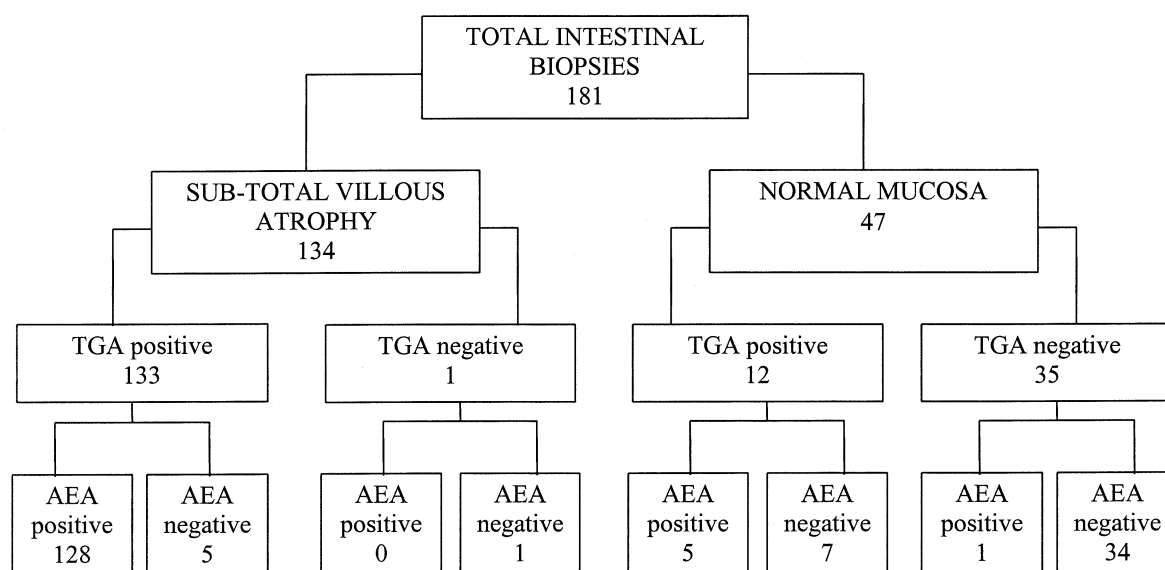 TOTAL INTESTINAL
BIOPSIES
181
SUB-TOTAL VILLOUS
ATROPHY
134
NORMAL MUCOSA
47
TGA positive
133
TGA negative
1
TGA positive
12
TGA negative
35
AEA
positive
128
AEA
negative
5
AEA
positive
0
AEA
negative
1
AEA
positive
5
AEA
negative
7
AEA
positive
1
AEA
negative
34